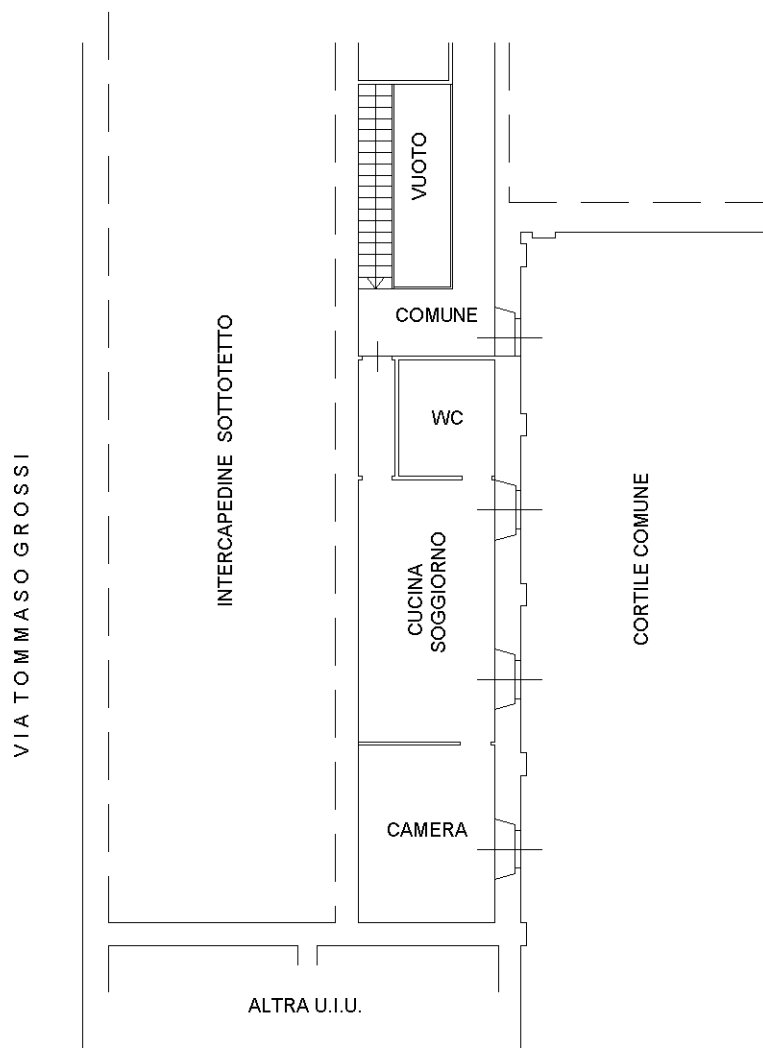 VUOTO
COMUNE
WC
INTERCAPEDINE SOTTOTETTO
VIA TOMMASO GROSSI
CUCINA
SOGGIORNO
CORTILE COMUNE
CAMERA
ALTRA U.I.U.